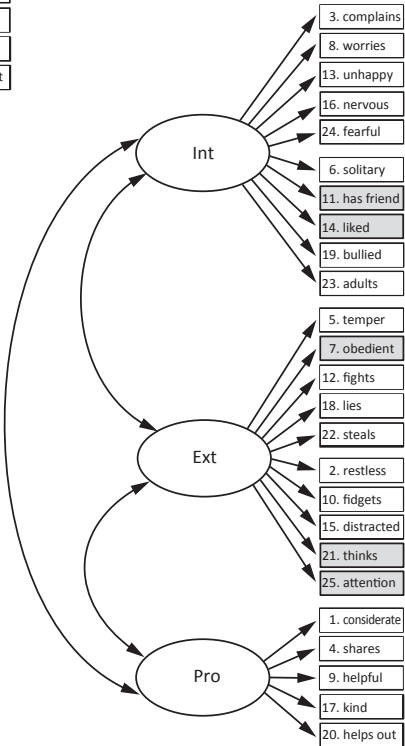 t
3. complains
8. worries
13. unhappy
16. nervous
24. fearful
Int
6. solitary
11. has friend
14. liked
19. bullied
23. adults
5. temper
7. obedient
12. fights
18. lies
22. steals
Ext
2. restless
10. fidgets
15. distracted
21. thinks
25. attention
1. considerate
4. shares
Pro
9. helpful
17. kind
20. helps out